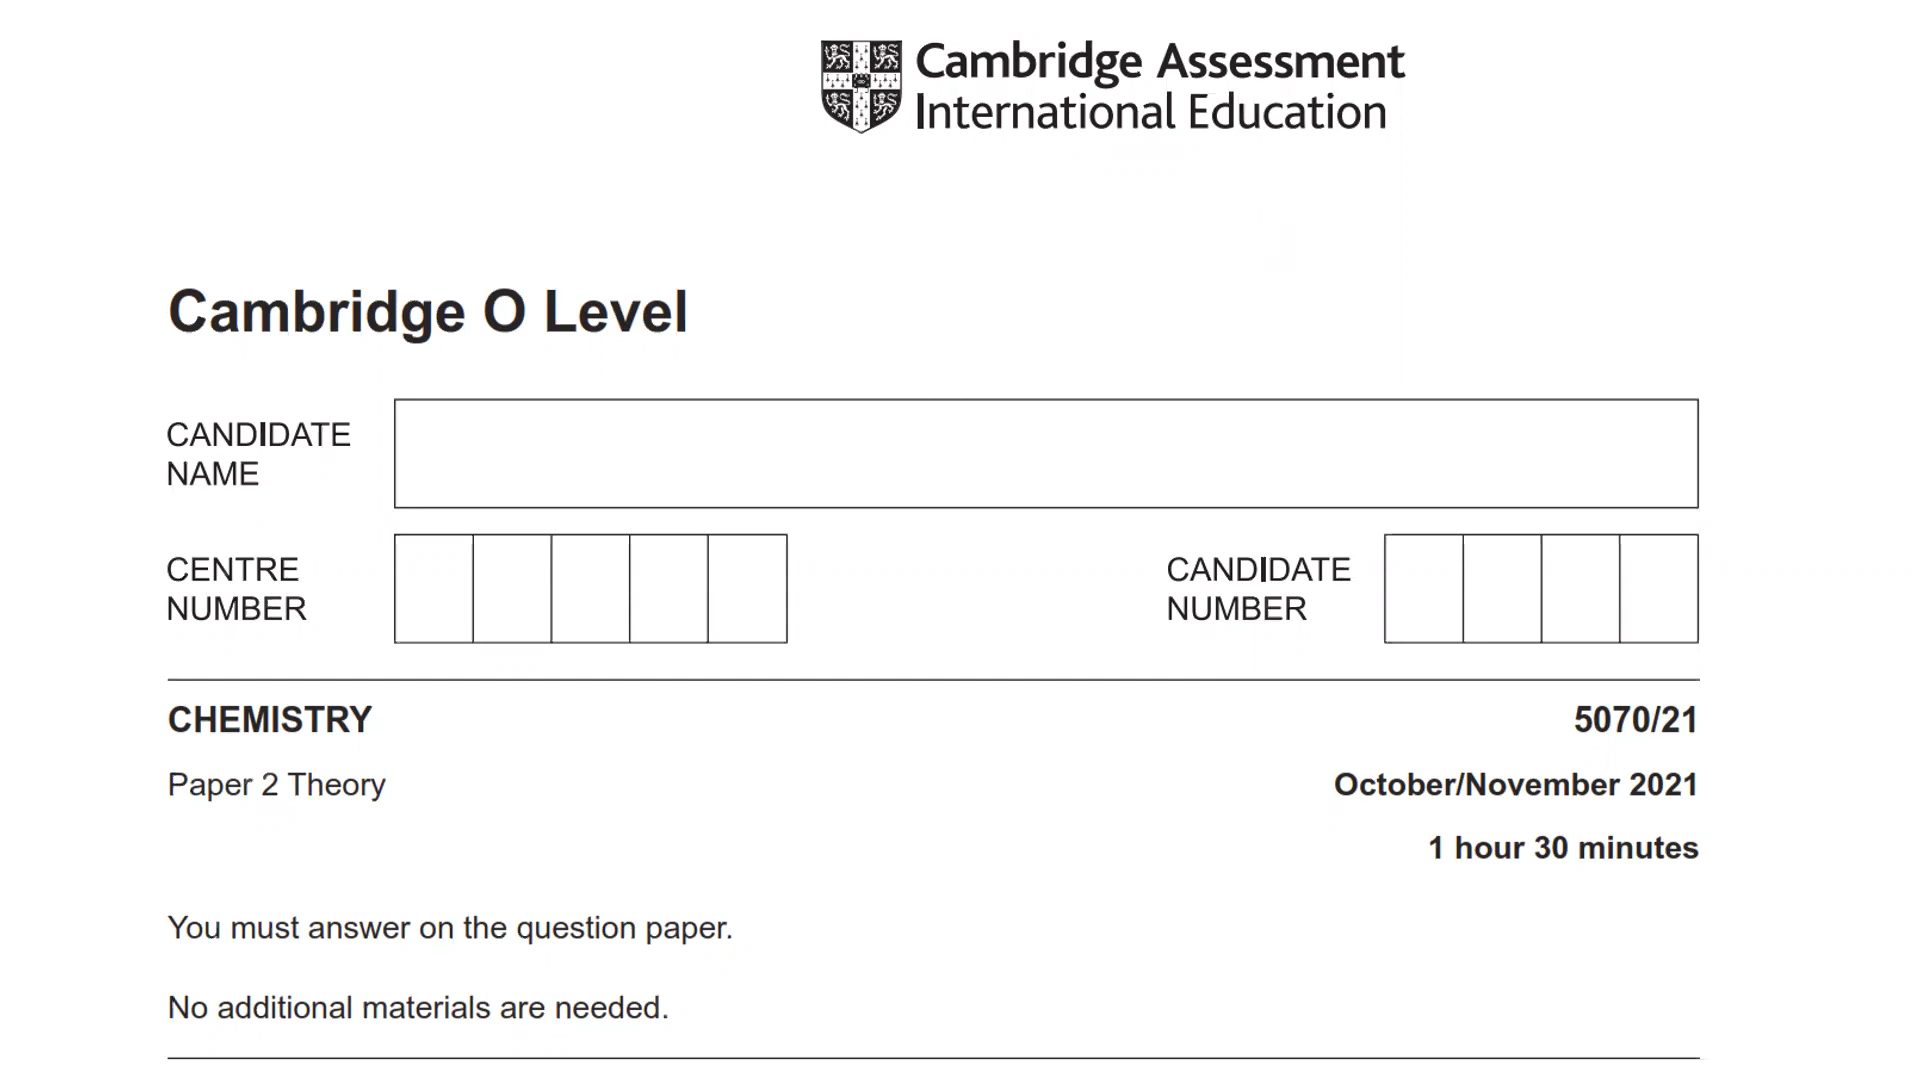 Cambridge Assessment
International Education
Cambridge O Level
CANDIDATE
NAME
CENTRE
NUMBER
CANDIDATE
NUMBER
CHEMISTRY 5070/21
Paper 2 Theory October/November 2021
1 hour 30 minutes
You must answer on the question paper.
No additional materials are needed.